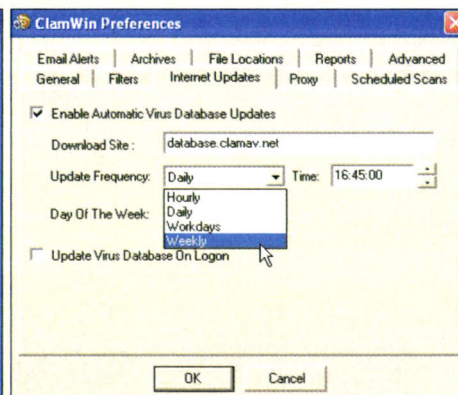 ClamWin Preferences
Email Alerts Archives File Locations Reports Advanced
General Filters Internet Updates Proxy Scheduled Scans
Enable Automatic Virus Database Updates
Download Site : database.clamav.net
Update Frequency: Daily Time: 16:45:00
Hourly
Daily
Day Of The Week:
Workdays
Weekly
Update Virus Database On Logon
OK Cancel